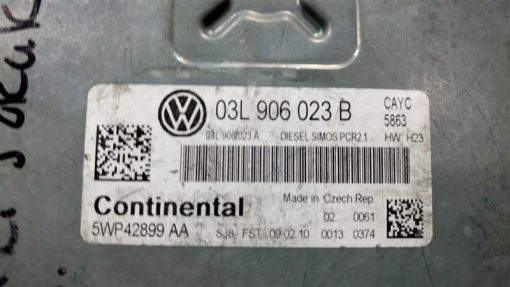 03L 906 023 B
CAYC
5863
03L 906 023 A DIESEL SIMOS PCR2.1 HW H23
Made in Czech Rep
Continental
02 0061
5WP42899 AA
SJ8 FST 09.02.10 0013 0374